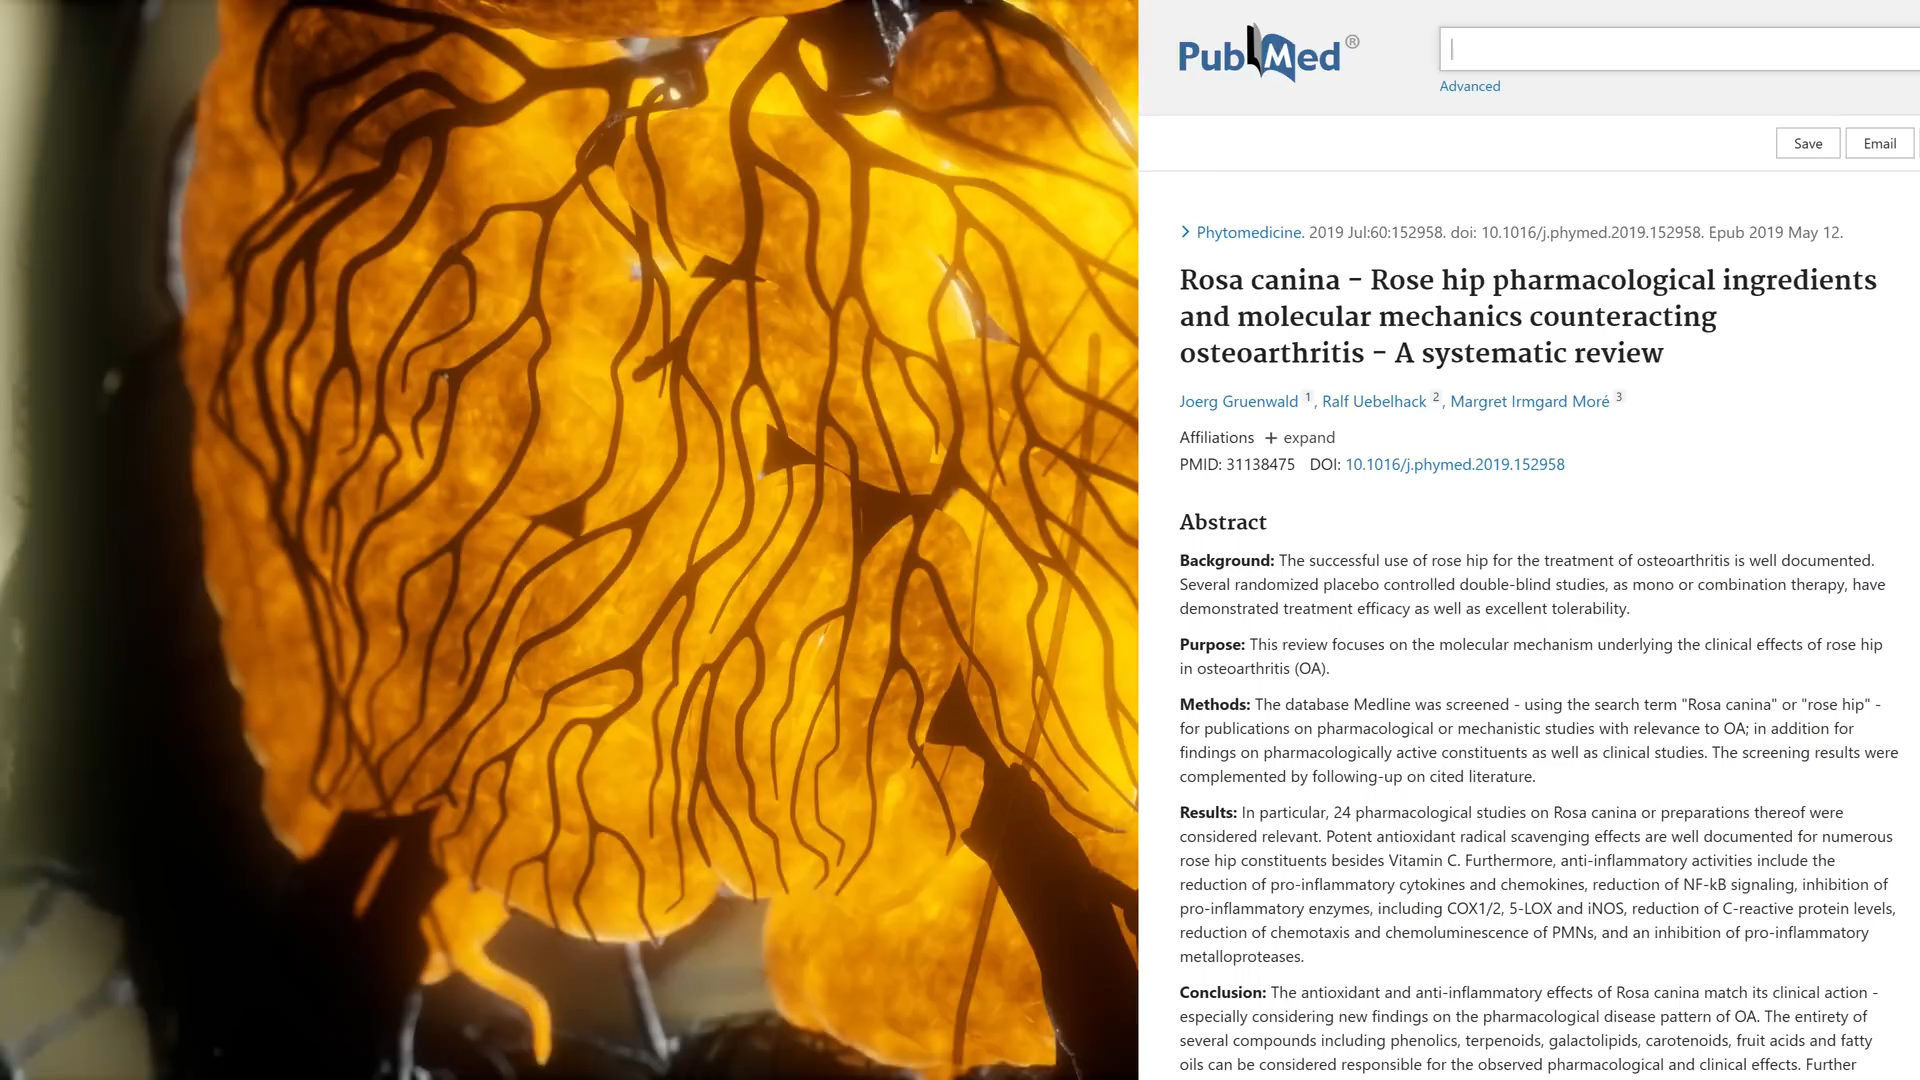 PubMed®
Advanced
Save
Email
Phytomedicine. 2019 Jul:60:152958. doi: 10.1016/j.phymed.2019.152958. Epub 2019 May 12.
Rosa canina - Rose hip pharmacological ingredients
and molecular mechanics counteracting
osteoarthritis - A systematic review
Joerg Gruenwald 1, Ralf Uebelhack 2, Margret Irmgard Moré 3
Affiliations + expand
PMID: 31138475 DOI: 10.1016/j.phymed.2019.152958
Abstract
Background: The successful use of rose hip for the treatment of osteoarthritis is well documented.
Several randomized placebo controlled double-blind studies, as mono or combination therapy, have
demonstrated treatment efficacy as well as excellent tolerability.
Purpose: This review focuses on the molecular mechanism underlying the clinical effects of rose hip
in osteoarthritis (OA).
Methods: The database Medline was screened - using the search term "Rosa canina" or "rose hip" -
for publications on pharmacological or mechanistic studies with relevance to OA; in addition for
findings on pharmacologically active constituents as well as clinical studies. The screening results were
complemented by following-up on cited literature.
Results: In particular, 24 pharmacological studies on Rosa canina or preparations thereof were
considered relevant. Potent antioxidant radical scavenging effects are well documented for numerous
rose hip constituents besides Vitamin C. Furthermore, anti-inflammatory activities include the
reduction of pro-inflammatory cytokines and chemokines, reduction of NF-kB signaling, inhibition of
pro-inflammatory enzymes, including COX1/2, 5-LOX and iNOS, reduction of C-reactive protein levels,
reduction of chemotaxis and chemoluminescence of PMNs, and an inhibition of pro-inflammatory
metalloproteases.
Conclusion: The antioxidant and anti-inflammatory effects of Rosa canina match its clinical action -
especially considering new findings on the pharmacological disease pattern of OA. The entirety of
several compounds including phenolics, terpenoids, galactolipids, carotenoids, fruit acids and fatty
oils can be considered responsible for the observed pharmacological and clinical effects. Further